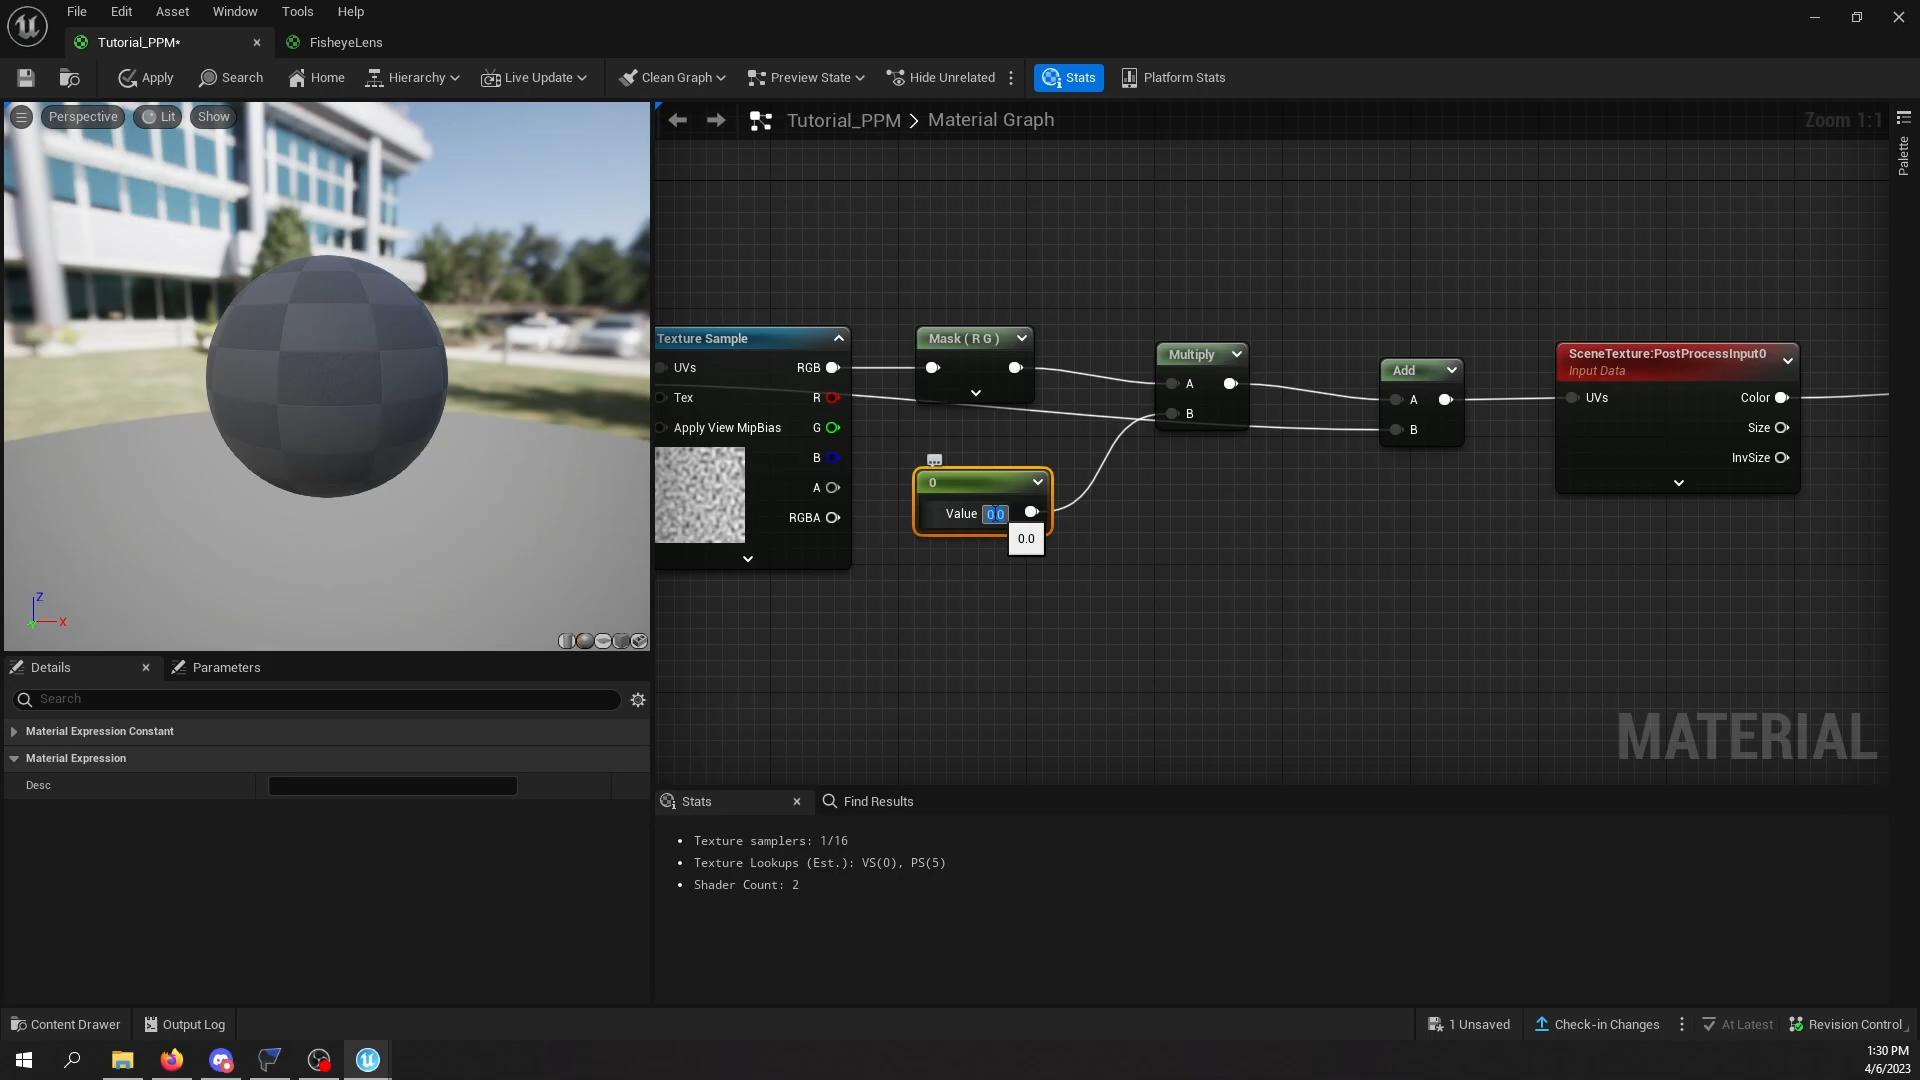 File Edit Asset Window Tools Help
Tutorial_PPM* FisheyeLens
Apply Search Home Hierarchy Live Update Clean Graph Preview State Hide Unrelated Stats Platform Stats
Perspective Lit Show
Tutorial_PPM > Material Graph Zoom 1:1
Palette
Texture Sample
UVs RGB
Tex R
Apply View MipBias G
B
A
RGBA
Mask ( R G )
0
Value 0.0
0.0
Multiply
A
B
Add
A
B
SceneTexture:PostProcessInput0
Input Data
UVs Color
Size
InvSize
Z
X
Y
MATERIAL
Details Parameters
Search
Material Expression Constant
Material Expression
Desc
Stats Find Results
Texture samplers: 1/16
Texture Lookups (Est.): VS(0), PS(5)
Shader Count: 2
Content Drawer Output Log 1 Unsaved Check-in Changes At Latest Revision Control
1:30 PM
4/6/2023